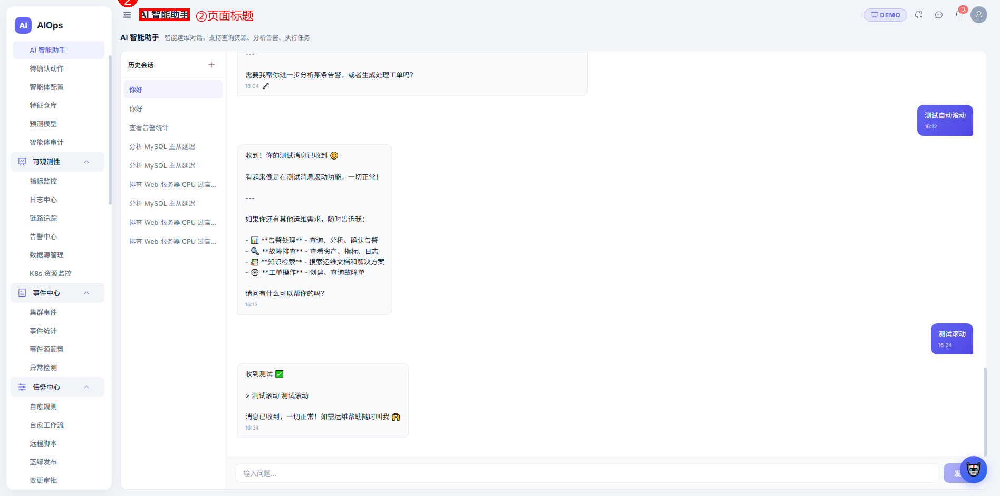 AI AIOps
AI 智能助手
待确认动作
智能体配置
特征仓库
预测模型
智能体审计
可观测性
指标监控
日志中心
链路追踪
告警中心
数据源管理
K8s 资源监控
事件中心
集群事件
事件统计
事件源配置
异常检测
任务中心
自愈规则
自愈工作流
远程脚本
蓝绿发布
变更审批
2
AI 智能助手 ②页面标题
DEMO
3
AI 智能助手 智能运维对话，支持查询资源、分析告警、执行任务
历史会话
你好
你好
查看告警统计
分析 MySQL 主从延迟
分析 MySQL 主从延迟
排查 Web 服务器 CPU 过高...
分析 MySQL 主从延迟
排查 Web 服务器 CPU 过高...
排查 Web 服务器 CPU 过高...
---
需要我帮你进一步分析某条告警，或者生成处理工单吗？
16:04
测试自动滚动
16:12
收到！你的测试消息已收到 😊
看起来像是在测试消息滚动功能，一切正常！
---
如果你还有其他运维需求，随时告诉我：
- 📊 **告警处理** - 查询、分析、确认告警
- 🔍 **故障排查** - 查看资产、指标、日志
- 📚 **知识检索** - 搜索运维文档和解决方案
- ⚙️ **工单操作** - 创建、查询故障单
请问有什么可以帮你的吗？
16:13
测试滚动
16:34
收到测试 ✅
> 测试滚动 测试滚动
消息已收到，一切正常！如需运维帮助随时叫我
16:34
输入问题...
发